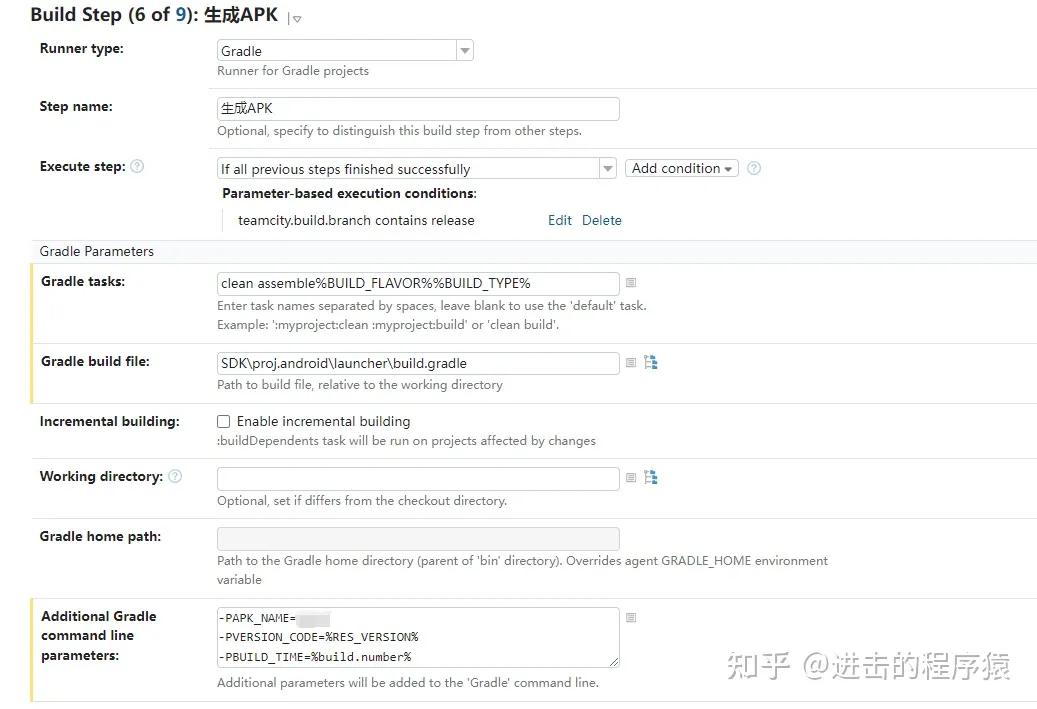 Build Step (6 of 9): 生成APK
Runner type:
Gradle
Runner for Gradle projects
Step name:
生成APK
Optional, specify to distinguish this build step from other steps.
Execute step:
If all previous steps finished successfully
Add condition
Parameter-based execution conditions:
teamcity.build.branch contains release
Edit Delete
Gradle Parameters
Gradle tasks:
clean assemble%BUILD_FLAVOR%%BUILD_TYPE%
Enter task names separated by spaces, leave blank to use the 'default' task.
Example: ':myproject:clean :myproject:build' or 'clean build'.
Gradle build file:
SDK\proj.android\launcher\build.gradle
Path to build file, relative to the working directory
Incremental building:
Enable incremental building
:buildDependents task will be run on projects affected by changes
Working directory:
Optional, set if differs from the checkout directory.
Gradle home path:
Path to the Gradle home directory (parent of 'bin' directory). Overrides agent GRADLE_HOME environment
variable
Additional Gradle
command line
parameters:
-PAPK_NAME=
-PVERSION_CODE=%RES_VERSION%
-PBUILD_TIME=%build.number%
Additional parameters will be added to the 'Gradle' command line.
知乎 @进击的程序猿